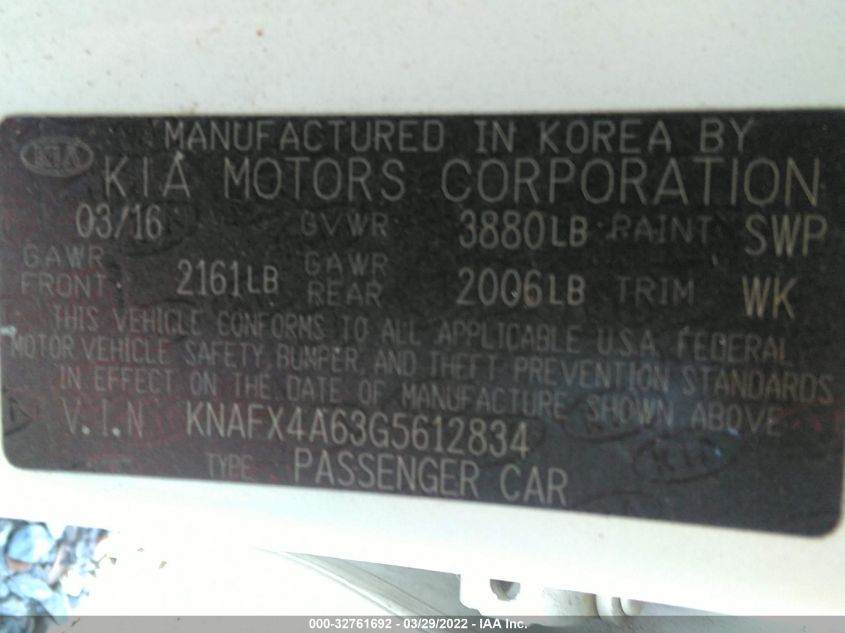 MANUFACTURED IN KOREA BY
KIA KIA MOTORS CORPORATION
03/16 GVWR 3880LB PAINT SWP
GAWR FRONT 2161LB GAWR REAR 2006LB TRIM WK
THIS VEHICLE CONFORMS TO ALL APPLICABLE U.S.A. FEDERAL
MOTOR VEHICLE SAFETY, BUMPER, AND THEFT PREVENTION STANDARDS
IN EFFECT ON THE DATE OF MANUFACTURE SHOWN ABOVE
V.I.N KNAFX4A63G5612834
TYPE PASSENGER CAR KIA
000-32761692 - 03/29/2022 - IAA Inc.